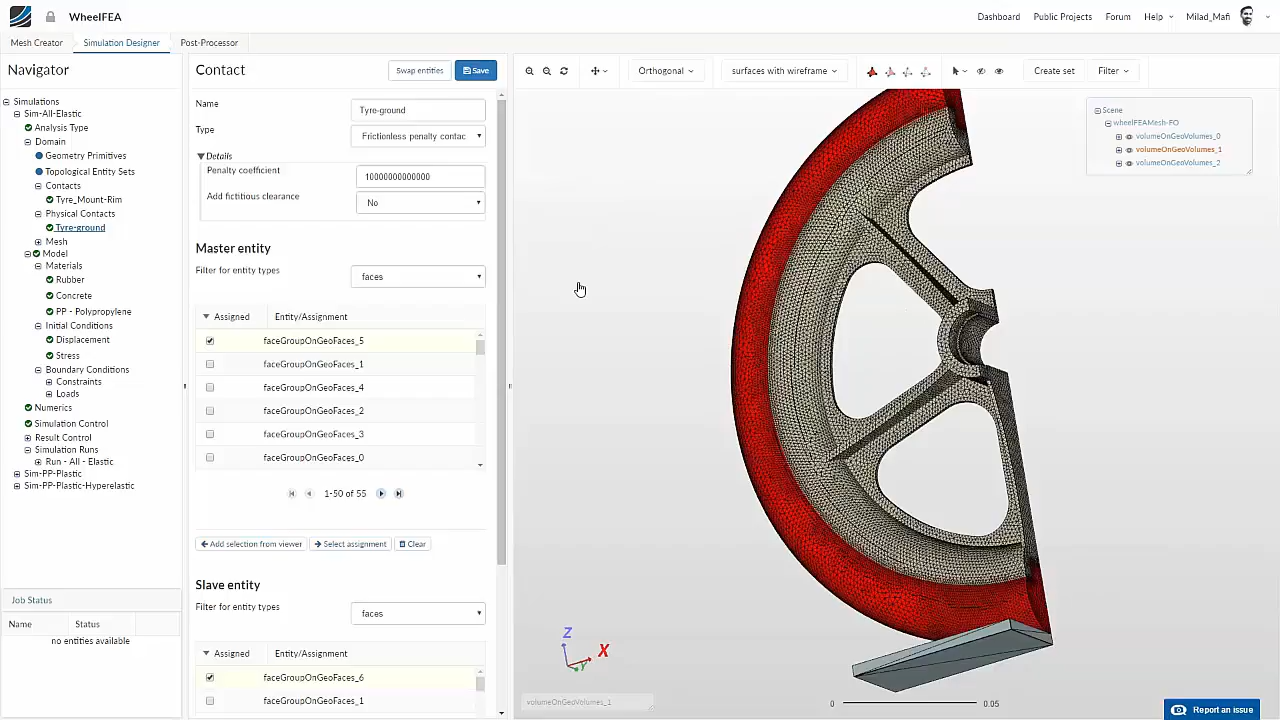 WheelFEA
Dashboard
Public Projects
Forum
Help
Milad_Mafi
Mesh Creator
Simulation Designer
Post-Processor
Navigator
Simulations
Sim-All-Elastic
Analysis Type
Domain
Geometry Primitives
Topological Entity Sets
Contacts
Tyre_Mount-Rim
Physical Contacts
Tyre-ground
Mesh
Model
Materials
Rubber
Concrete
PP - Polypropylene
Initial Conditions
Displacement
Stress
Boundary Conditions
Constraints
Loads
Numerics
Simulation Control
Result Control
Simulation Runs
Run - All - Elastic
Sim-PP-Plastic
Sim-PP-Plastic-Hyperelastic
Job Status
Name Status
no entities available
Contact
Swap entities
Save
Name Tyre-ground
Type Frictionless penalty contac
Details
Penalty coefficient 10000000000000
Add fictitious clearance No
Master entity
Filter for entity types faces
Assigned Entity/Assignment
faceGroupOnGeoFaces_5
faceGroupOnGeoFaces_1
faceGroupOnGeoFaces_4
faceGroupOnGeoFaces_2
faceGroupOnGeoFaces_3
faceGroupOnGeoFaces_0
1-50 of 55
Add selection from viewer Select assignment Clear
Slave entity
Filter for entity types faces
Assigned Entity/Assignment
faceGroupOnGeoFaces_6
faceGroupOnGeoFaces_1
Orthogonal
surfaces with wireframe
Create set
Filter
Scene
wheelFEAMesh-FO
volumeOnGeoVolumes_0
volumeOnGeoVolumes_1
volumeOnGeoVolumes_2
Z
X
Y
volumeOnGeoVolumes_1
0 0.05
Report an issue